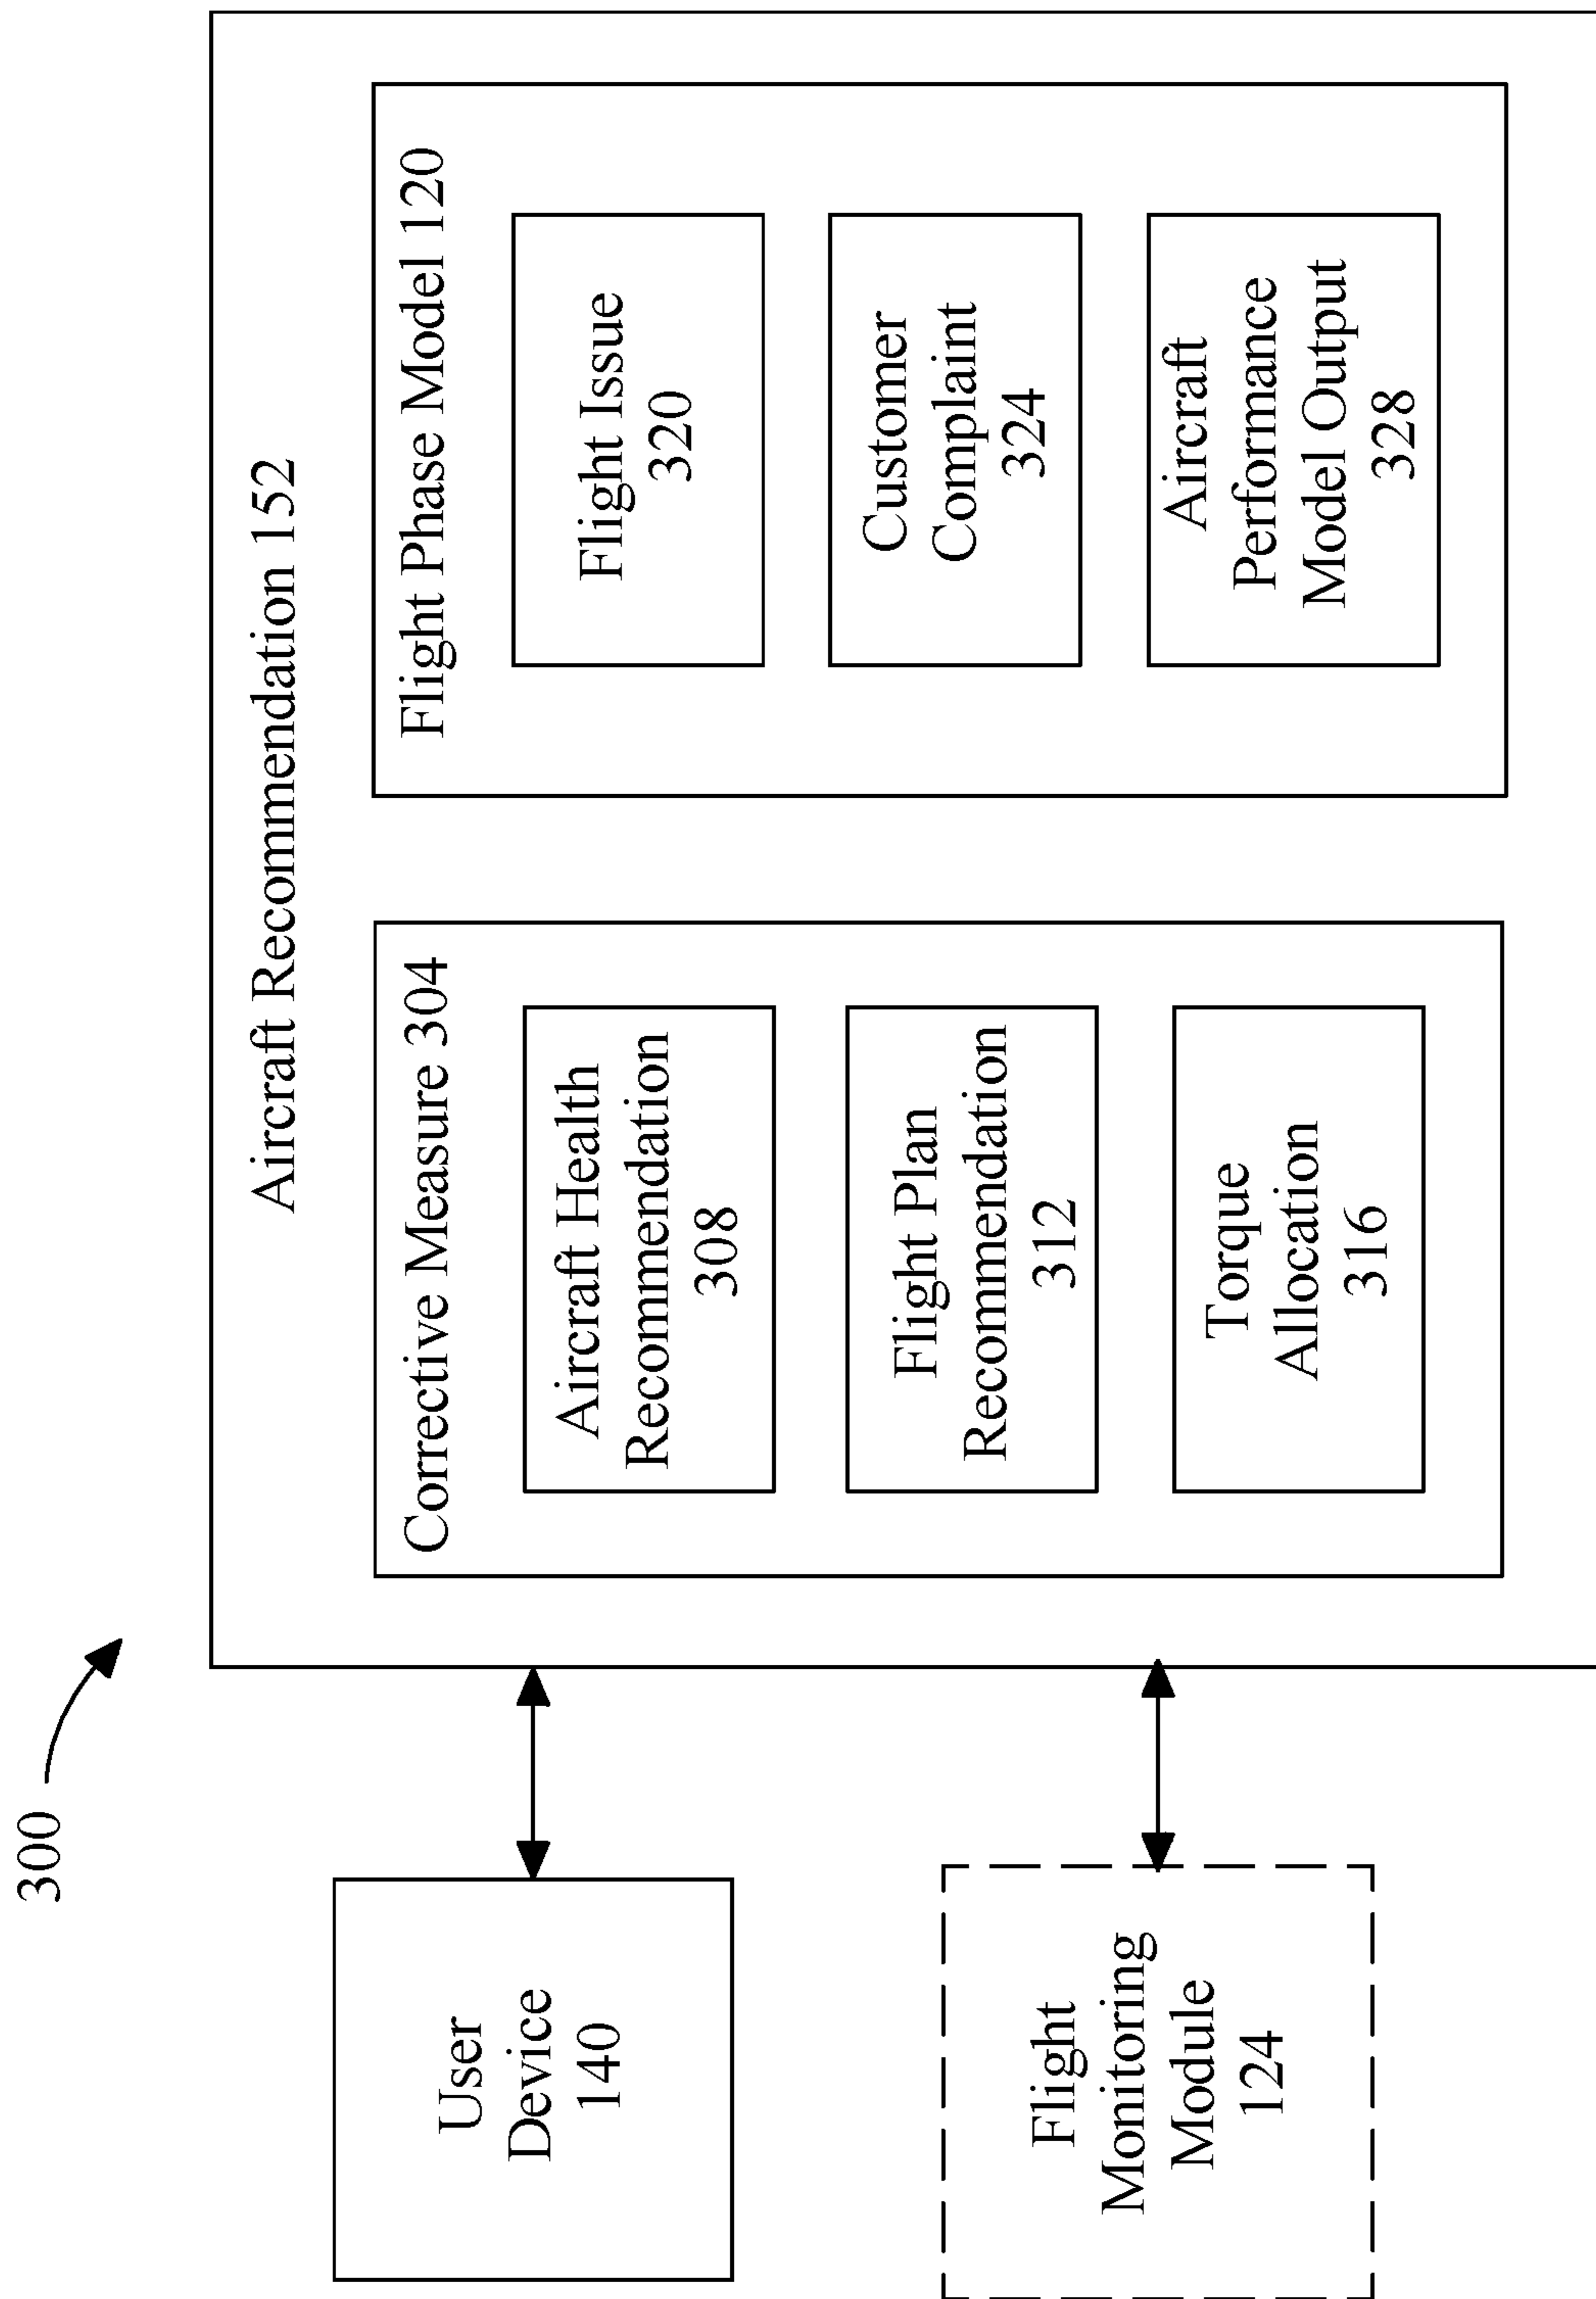 300
User
Device
140
Flight
Monitoring
Module
124
Aircraft Recommendation 152
Corrective Measure 304
Aircraft Health
Recommendation
308
Flight Plan
Recommendation
312
Torque
Allocation
316
Flight Phase Model 120
Flight Issue
320
Customer
Complaint
324
Aircraft
Performance
Model Output
328